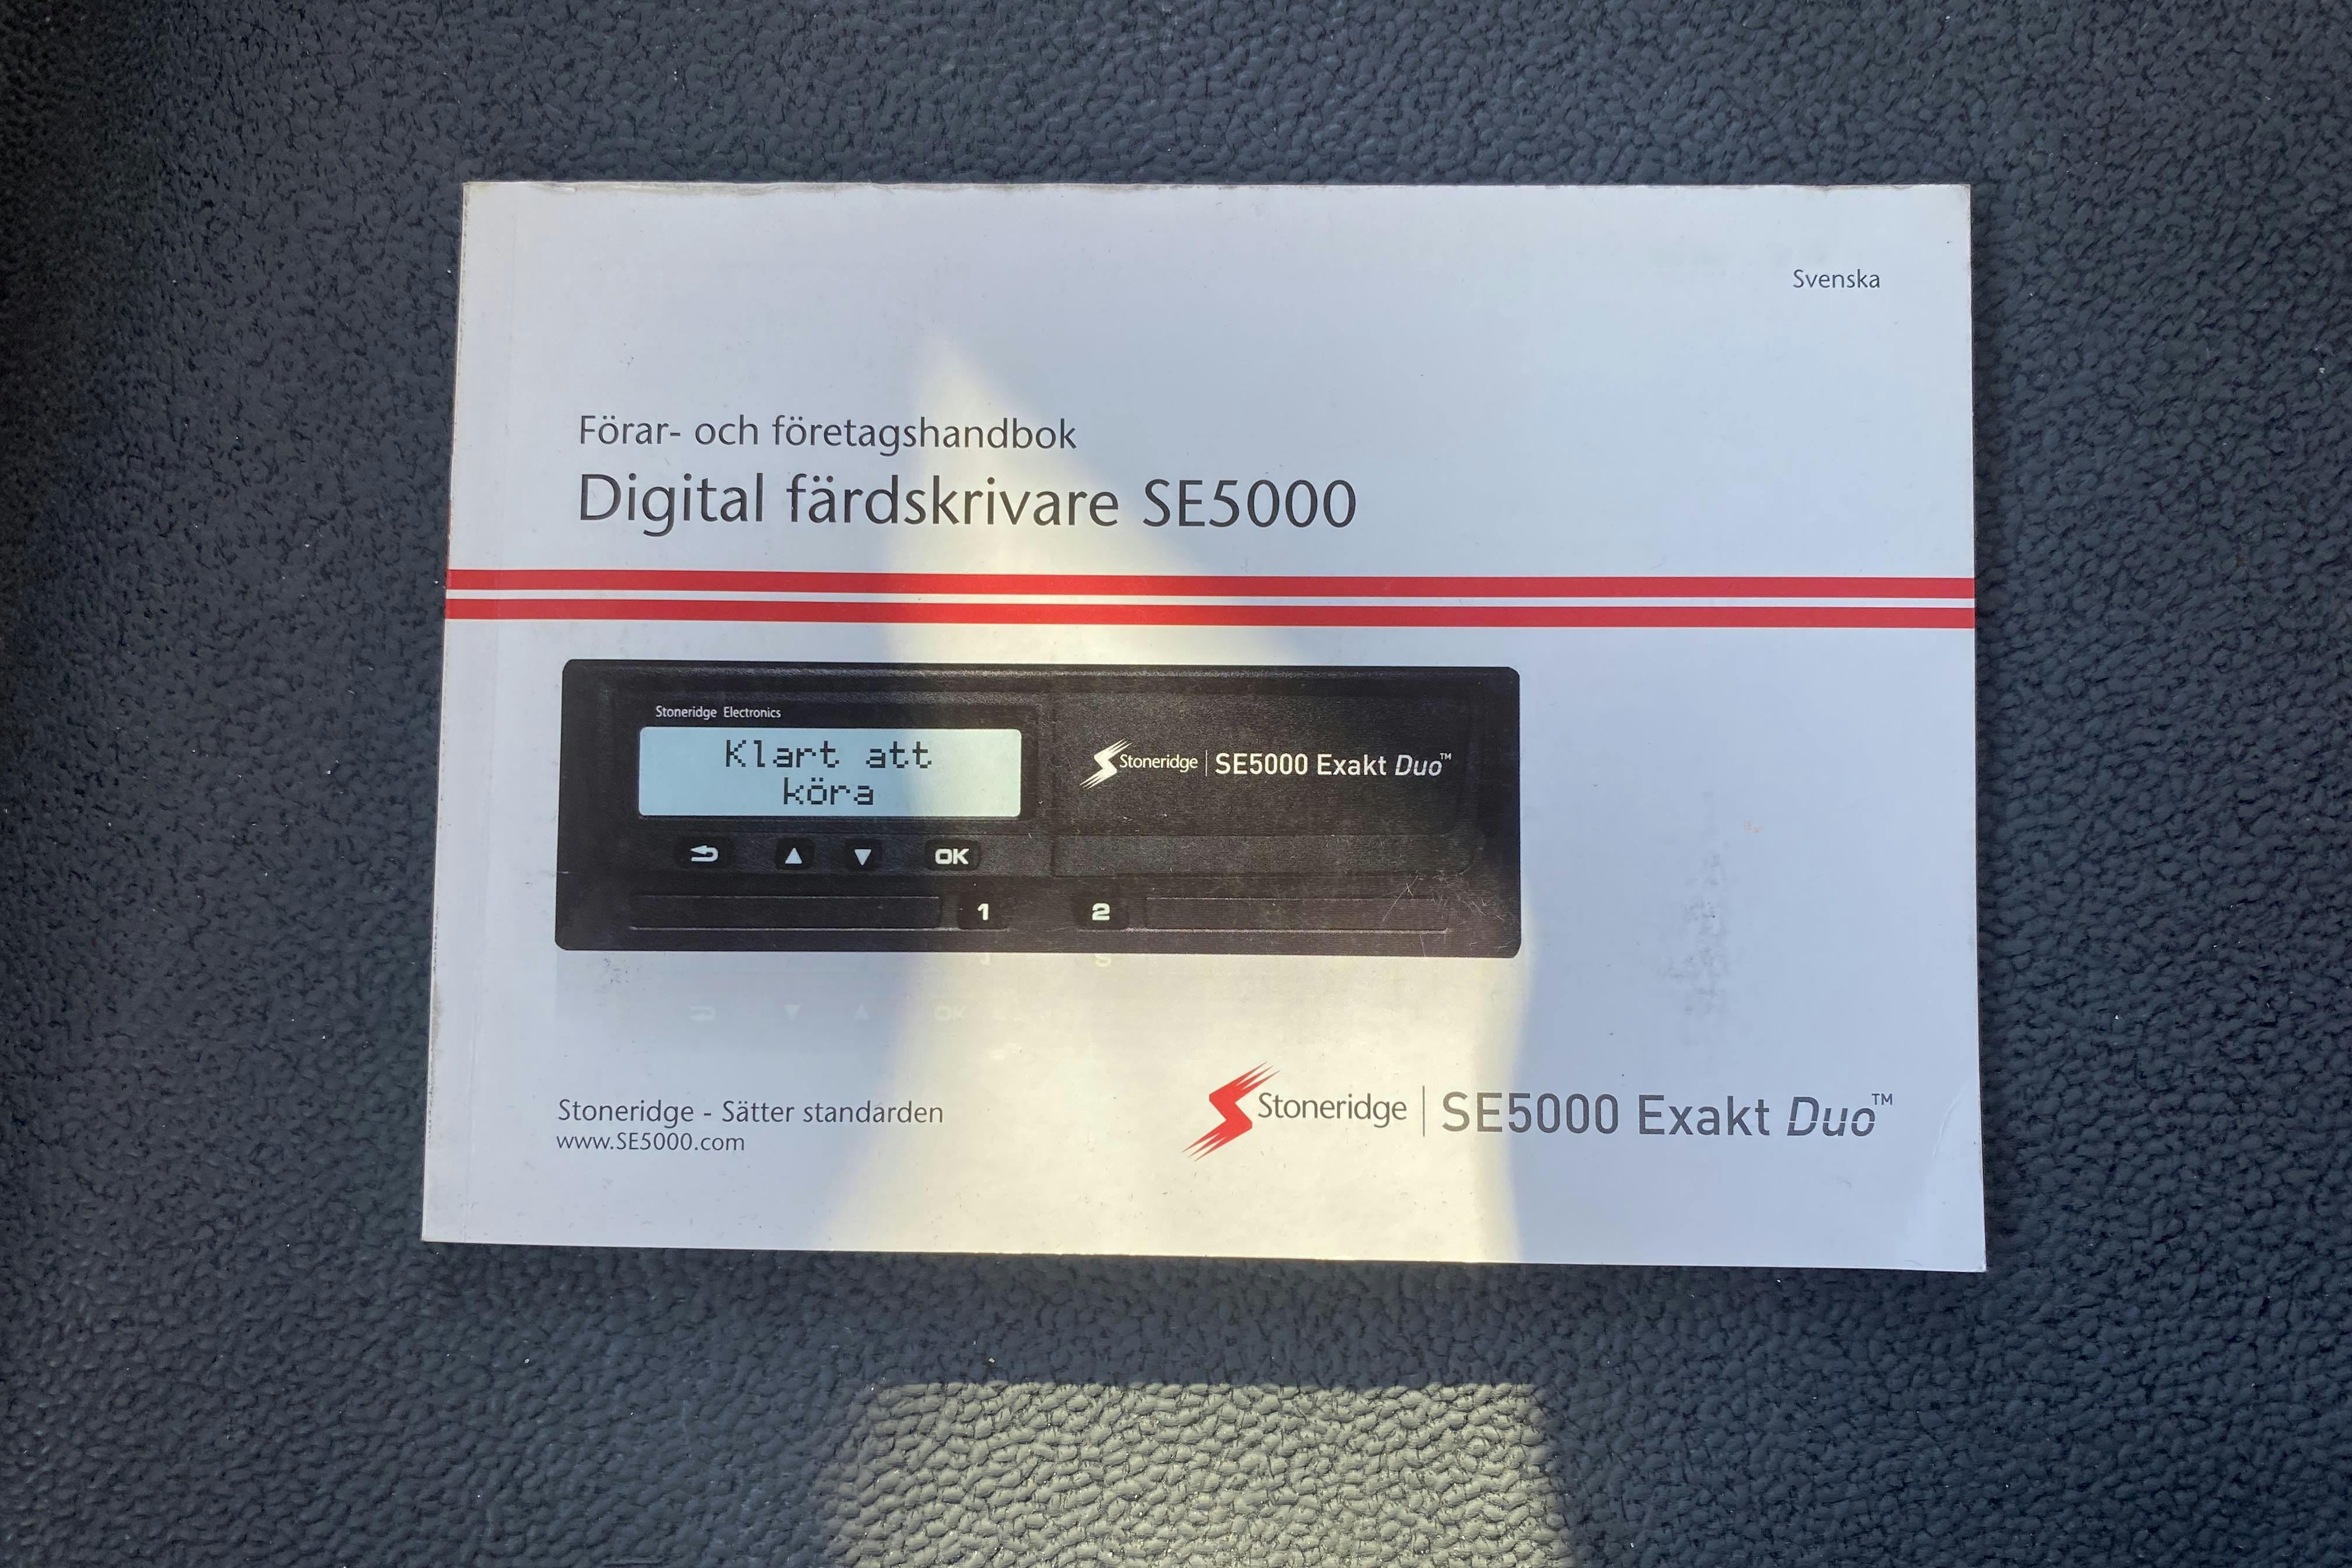 Svenska
Förar- och företagshandbok
Digital färdskrivare SE5000
Stoneridge Electronics
Klart att
köra
Stoneridge | SE5000 Exakt Duo™
OK
1 2
Stoneridge - Sätter standarden
www.SE5000.com
Stoneridge | SE5000 Exakt Duo™